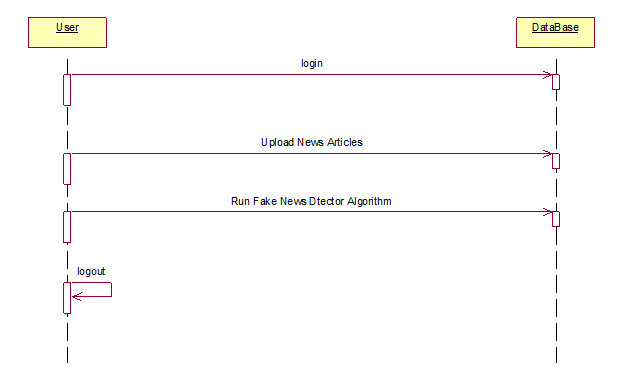 User
DataBase
login
Upload News Articles
Run Fake News Dtector Algorithm
logout